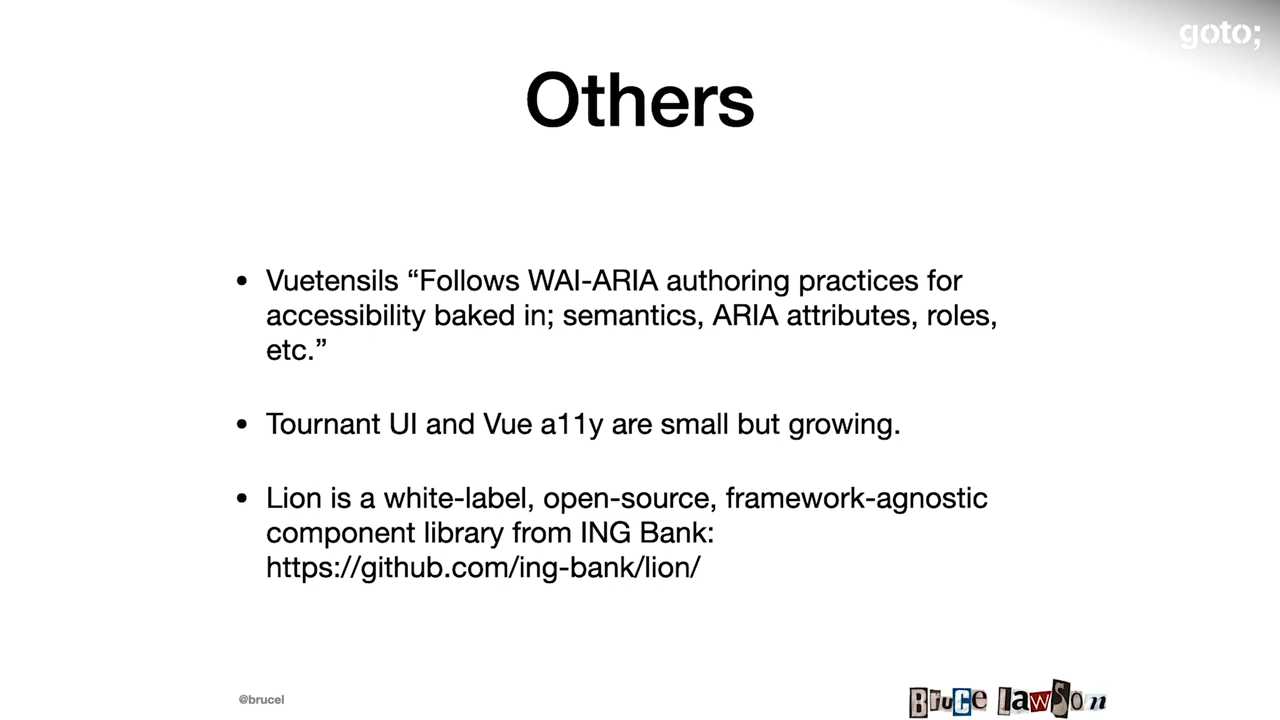 goto;
Others
• Vuetensils “Follows WAI-ARIA authoring practices for
accessibility baked in; semantics, ARIA attributes, roles,
etc.”
• Tournant UI and Vue a11y are small but growing.
• Lion is a white-label, open-source, framework-agnostic
component library from ING Bank:
https://github.com/ing-bank/lion/
@brucel
BruCe lawSon